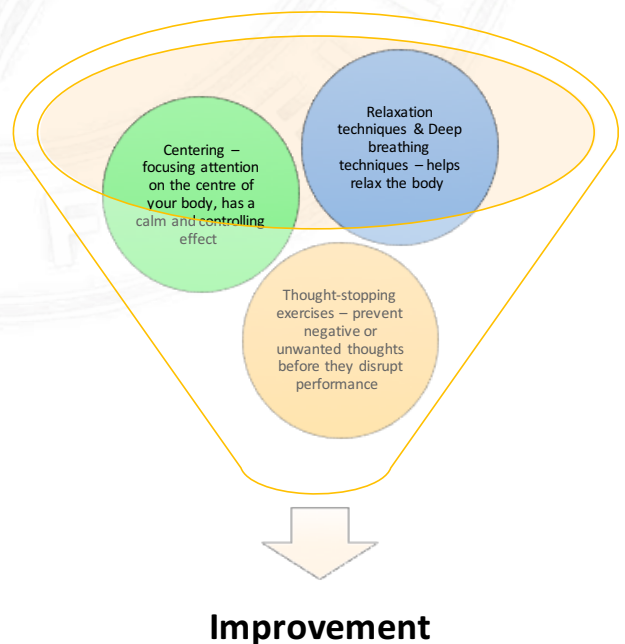 Centering –
focusing attention
on the centre of
your body, has a
calm and controlling
effect
Relaxation
techniques & Deep
breathing
techniques – helps
relax the body
Thought-stopping
exercises – prevent
negative or
unwanted thoughts
before they disrupt
performance
Improvement